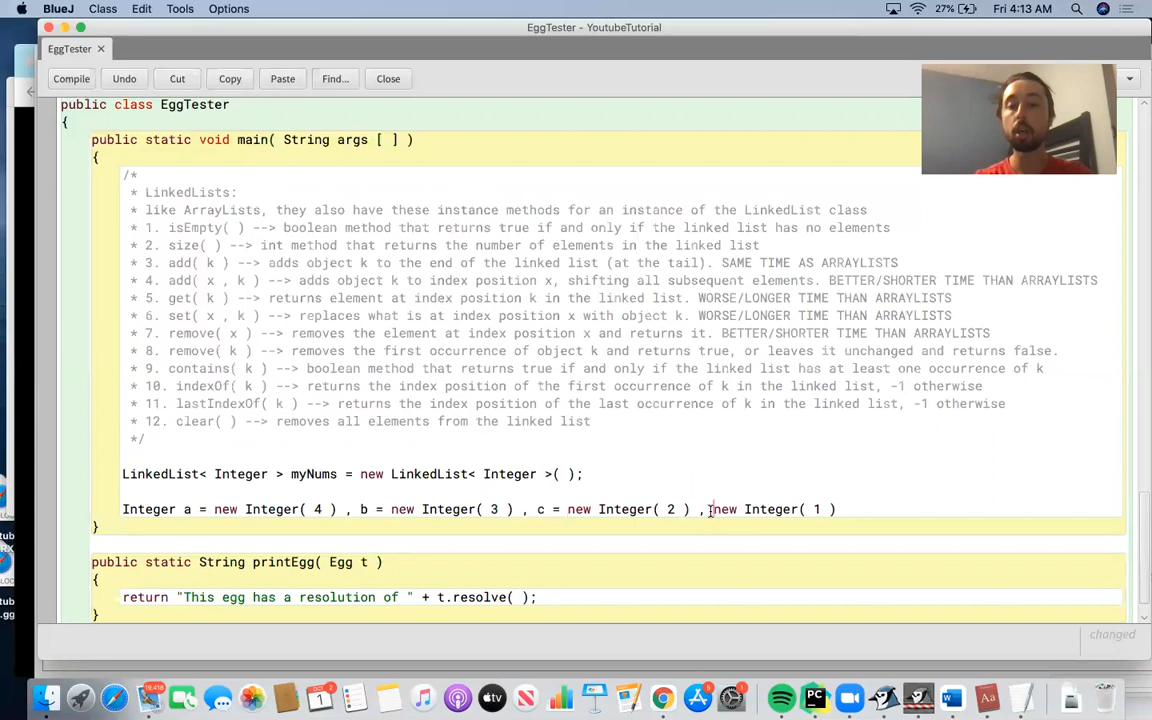 BlueJ Class Edit Tools Options 27% Fri 4:13 AM
EggTester - YoutubeTutorial
EggTester ×
Compile Undo Cut Copy Paste Find... Close
public class EggTester
{
public static void main( String args [ ] )
{
/*
* LinkedLists:
* like ArrayLists, they also have these instance methods for an instance of the LinkedList class
* 1. isEmpty( ) --> boolean method that returns true if and only if the linked list has no elements
* 2. size( ) --> int method that returns the number of elements in the linked list
* 3. add( k ) --> adds object k to the end of the linked list (at the tail). SAME TIME AS ARRAYLISTS
* 4. add( x , k ) --> adds object k to index position x, shifting all subsequent elements. BETTER/SHORTER TIME THAN ARRAYLISTS
* 5. get( k ) --> returns element at index position k in the linked list. WORSE/LONGER TIME THAN ARRAYLISTS
* 6. set( x , k ) --> replaces what is at index position x with object k. WORSE/LONGER TIME THAN ARRAYLISTS
* 7. remove( x ) --> removes the element at index position x and returns it. BETTER/SHORTER TIME THAN ARRAYLISTS
* 8. remove( k ) --> removes the first occurrence of object k and returns true, or leaves it unchanged and returns false.
* 9. contains( k ) --> boolean method that returns true if and only if the linked list has at least one occurrence of k
* 10. indexOf( k ) --> returns the index position of the first occurrence of k in the linked list, -1 otherwise
* 11. lastIndexOf( k ) --> returns the index position of the last occurrence of k in the linked list, -1 otherwise
* 12. clear( ) --> removes all elements from the linked list
*/
LinkedList< Integer > myNums = new LinkedList< Integer >( );
Integer a = new Integer( 4 ) , b = new Integer( 3 ) , c = new Integer( 2 ) , new Integer( 1 )
}
public static String printEgg( Egg t )
{
return "This egg has a resolution of " + t.resolve( );
}
changed